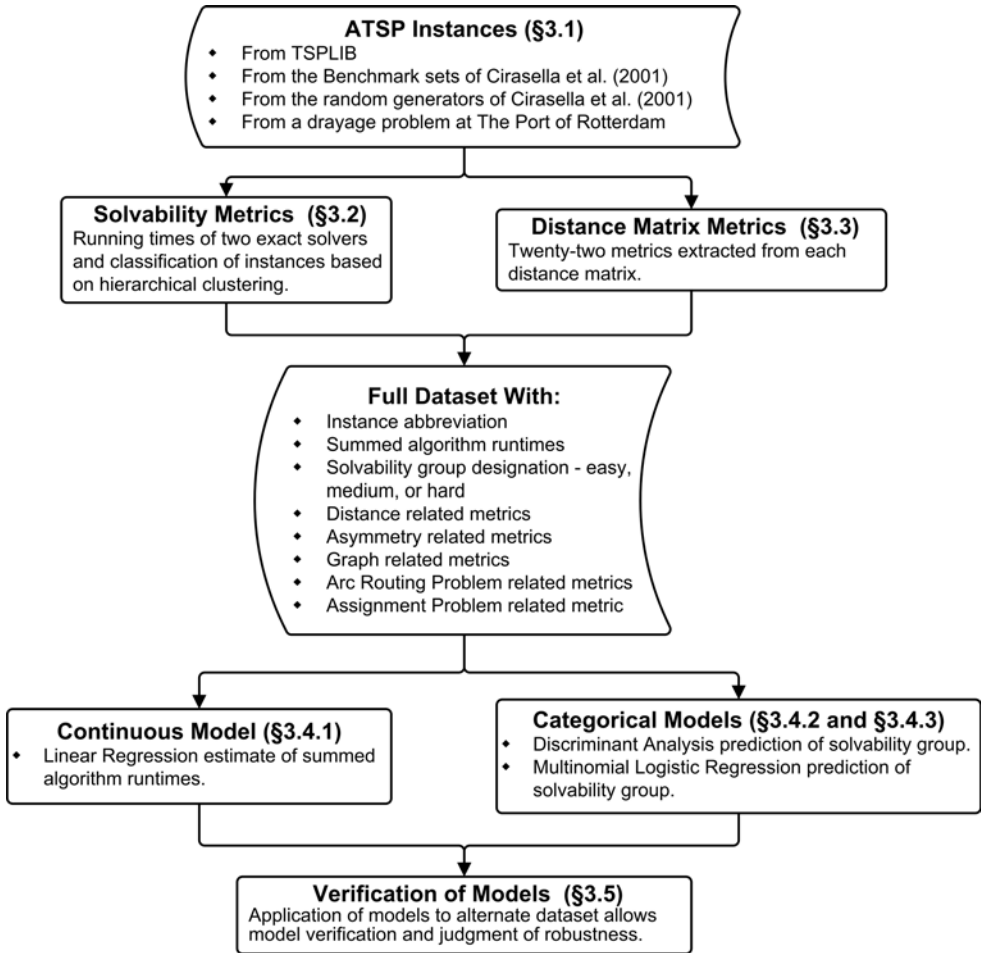 ATSP Instances (§3.1)
◆ From TSPLIB
◆ From the Benchmark sets of Cirasella et al. (2001)
◆ From the random generators of Cirasella et al. (2001)
◆ From a drayage problem at The Port of Rotterdam
Solvability Metrics (§3.2)
Running times of two exact solvers
and classification of instances based
on hierarchical clustering.
Distance Matrix Metrics (§3.3)
Twenty-two metrics extracted from each
distance matrix.
Full Dataset With:
◆ Instance abbreviation
◆ Summed algorithm runtimes
◆ Solvability group designation - easy,
medium, or hard
◆ Distance related metrics
◆ Asymmetry related metrics
◆ Graph related metrics
◆ Arc Routing Problem related metrics
◆ Assignment Problem related metric
Continuous Model (§3.4.1)
◆ Linear Regression estimate of summed
algorithm runtimes.
Categorical Models (§3.4.2 and §3.4.3)
◆ Discriminant Analysis prediction of solvability group.
◆ Multinomial Logistic Regression prediction of
solvability group.
Verification of Models (§3.5)
Application of models to alternate dataset allows
model verification and judgment of robustness.